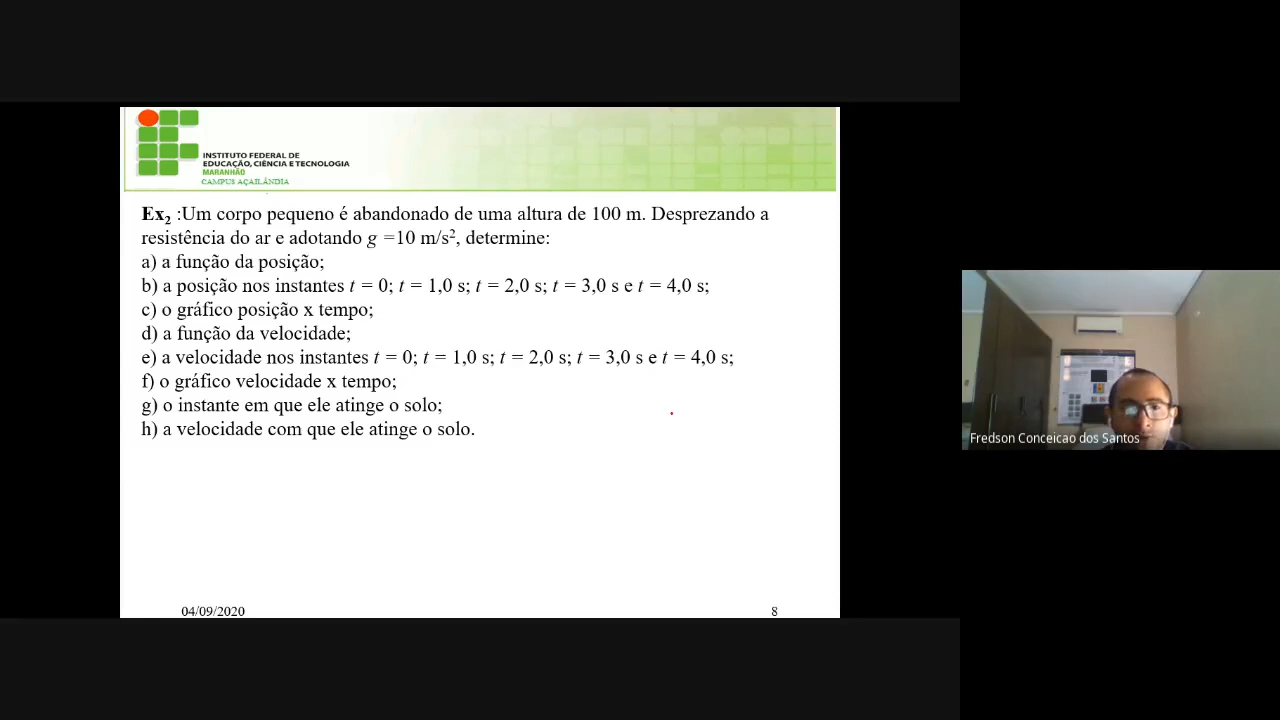 INSTITUTO FEDERAL DE
EDUCAÇÃO, CIÊNCIA E TECNOLOGIA
MARANHÃO
CAMPUS AÇAILÂNDIA
Ex2 :Um corpo pequeno é abandonado de uma altura de 100 m. Desprezando a
resistência do ar e adotando g =10 m/s², determine:
a) a função da posição;
b) a posição nos instantes t = 0; t = 1,0 s; t = 2,0 s; t = 3,0 s e t = 4,0 s;
c) o gráfico posição x tempo;
d) a função da velocidade;
e) a velocidade nos instantes t = 0; t = 1,0 s; t = 2,0 s; t = 3,0 s e t = 4,0 s;
f) o gráfico velocidade x tempo;
g) o instante em que ele atinge o solo;
h) a velocidade com que ele atinge o solo.
04/09/2020
8
Fredson Conceicao dos Santos